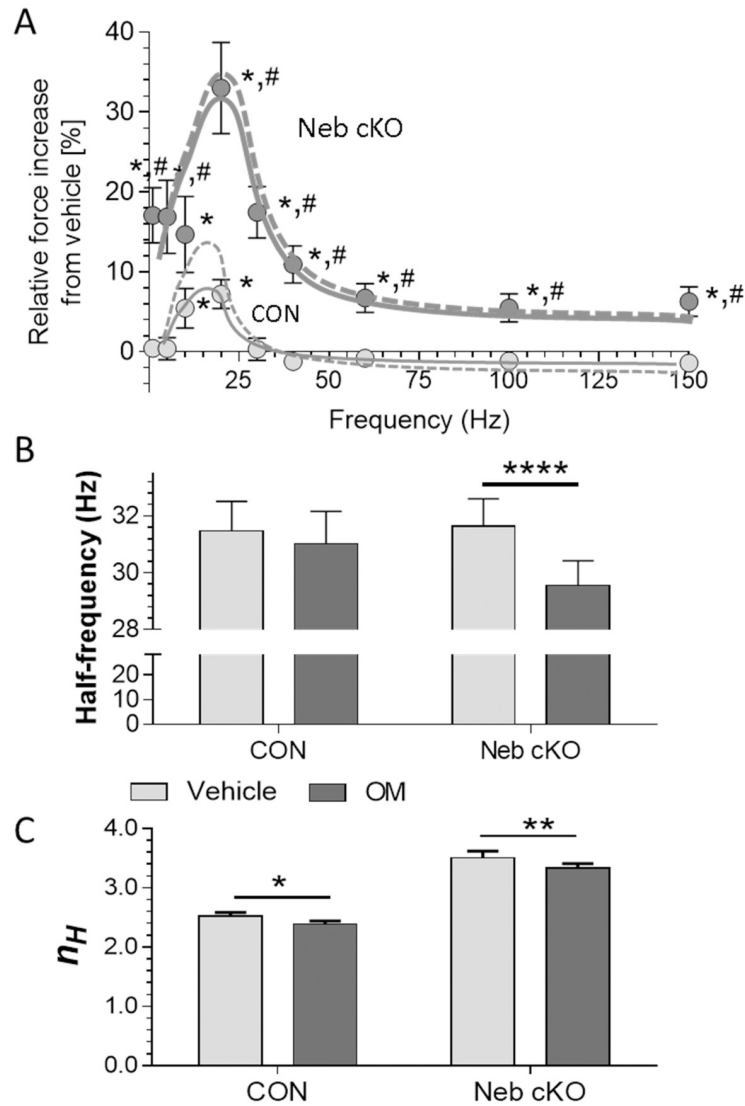 A
Relative force increase
from vehicle [%]
40
30
20
10
0
*,#
Neb cKO
*,#
*,#
*
*,#
*,#
*,#
*,#
*,#
*
*
CON
25
50
75
100
125
150
Frequency (Hz)
B
Half-frequency (Hz)
32
30
28
20
10
0
****
CON
Neb cKO
Vehicle
OM
C
n_H
4.0
3.0
2.0
1.0
0.0
*
**
CON
Neb cKO